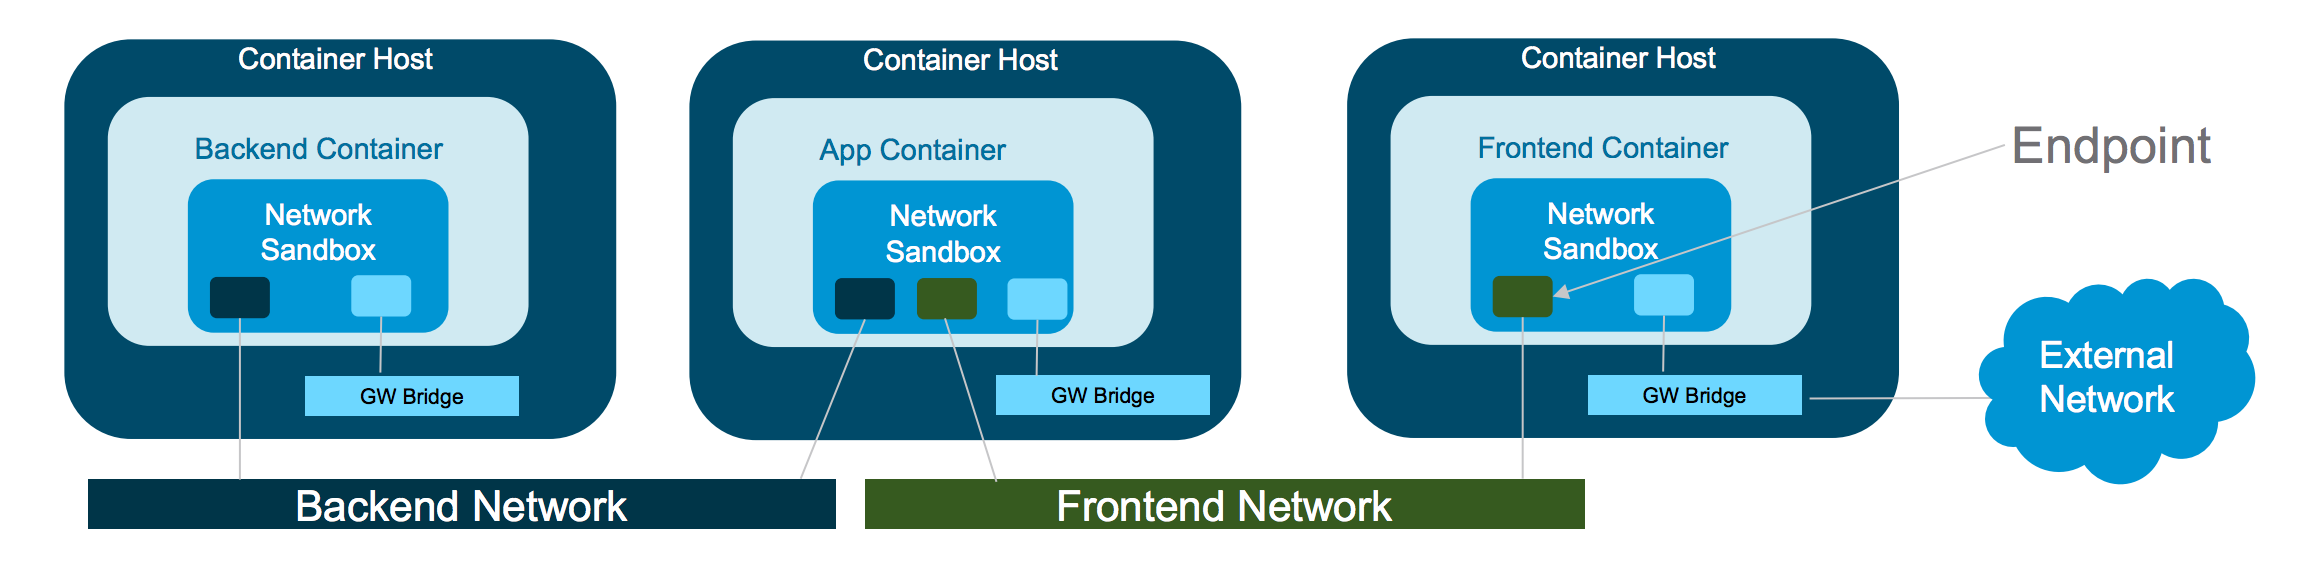 Container Host
Backend Container
Network
Sandbox
GW Bridge
Container Host
App Container
Network
Sandbox
GW Bridge
Container Host
Frontend Container
Network
Sandbox
GW Bridge
Endpoint
External
Network
Backend Network
Frontend Network